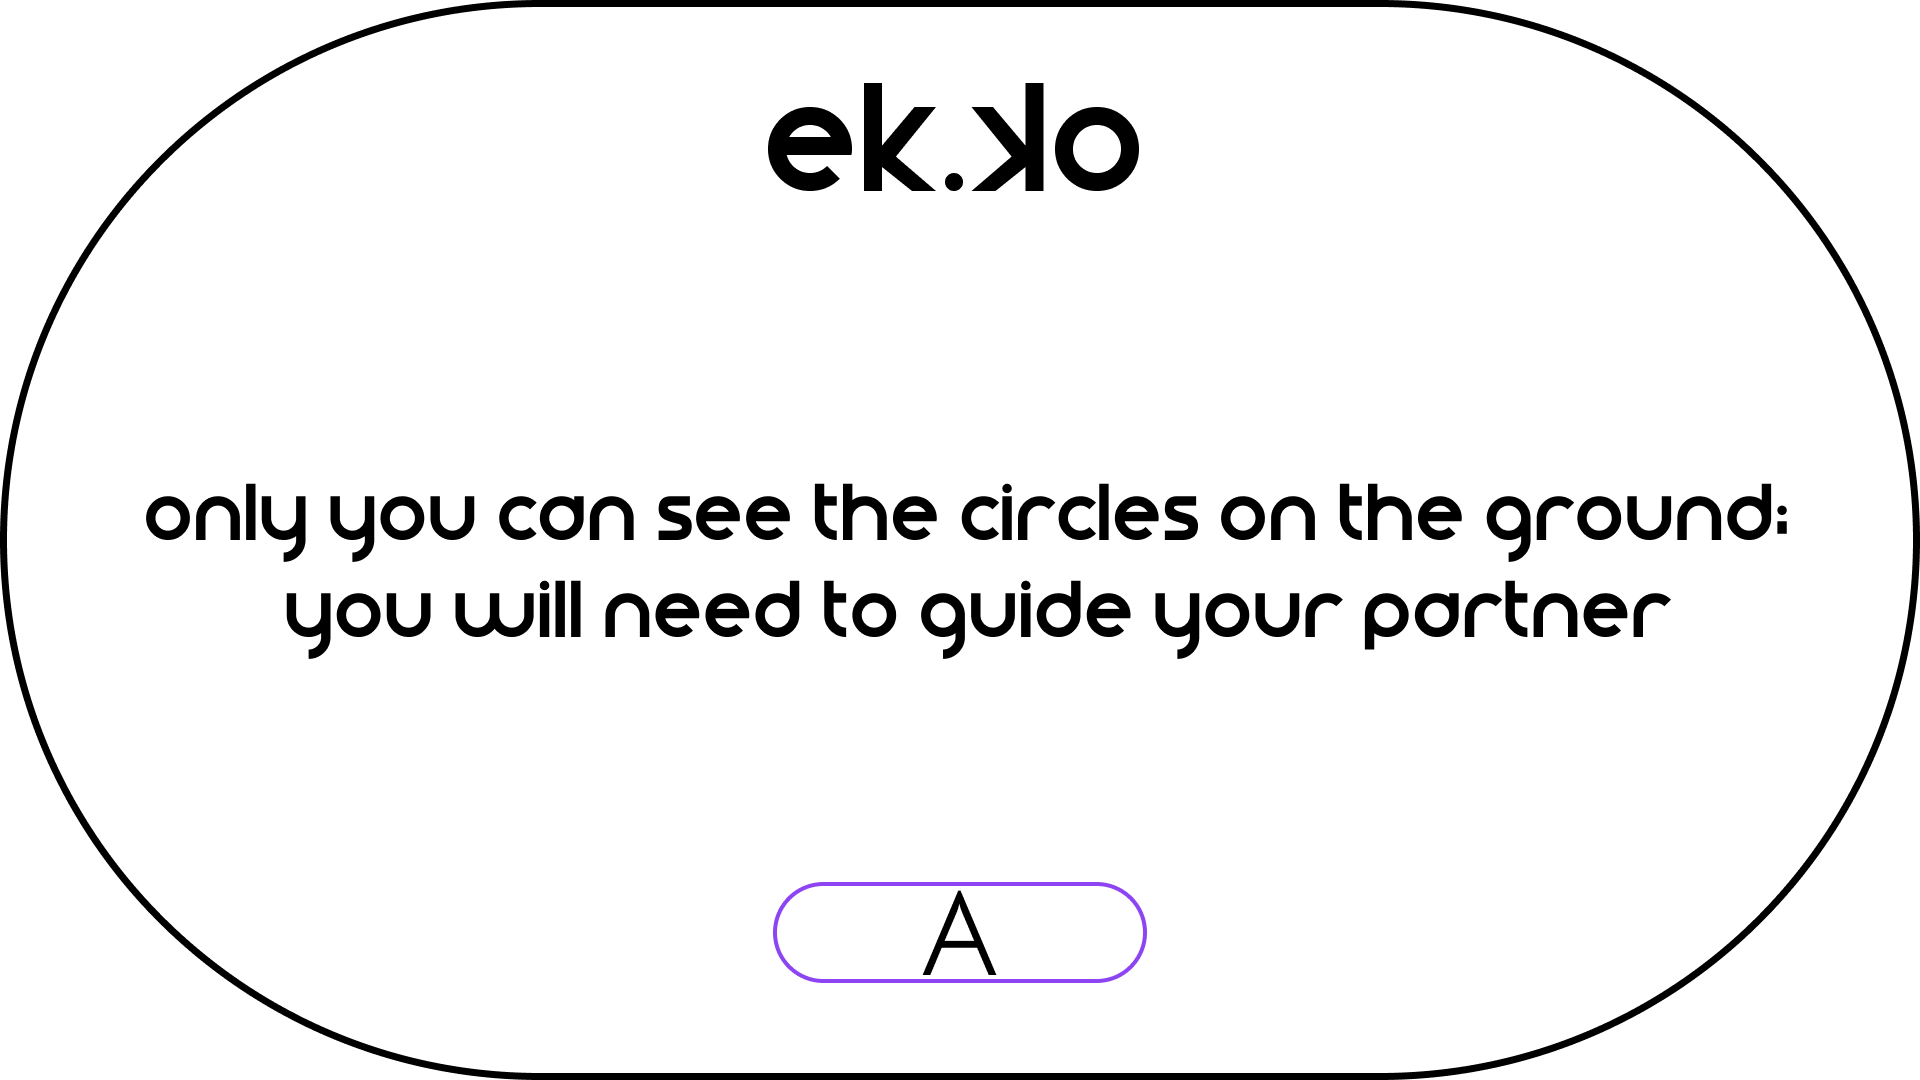 ek.ko
only you can see the circles on the ground:
you will need to guide your partner
A